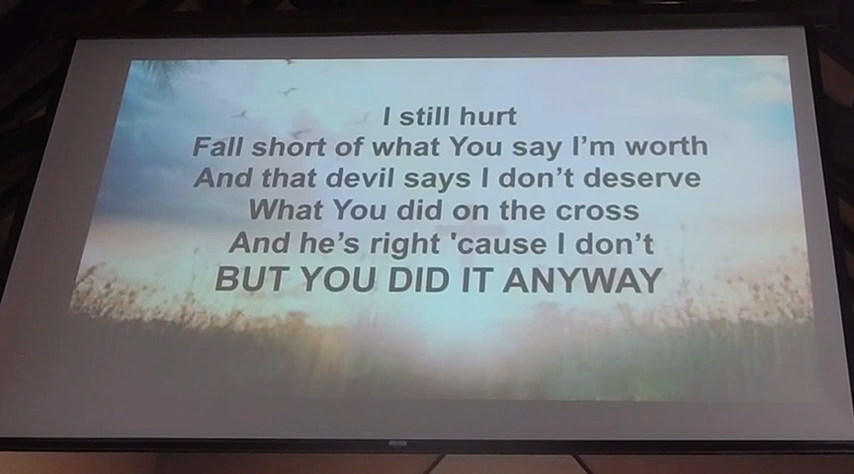 I still hurt
Fall short of what You say I’m worth
And that devil says I don’t deserve
What You did on the cross
And he’s right 'cause I don’t
BUT YOU DID IT ANYWAY